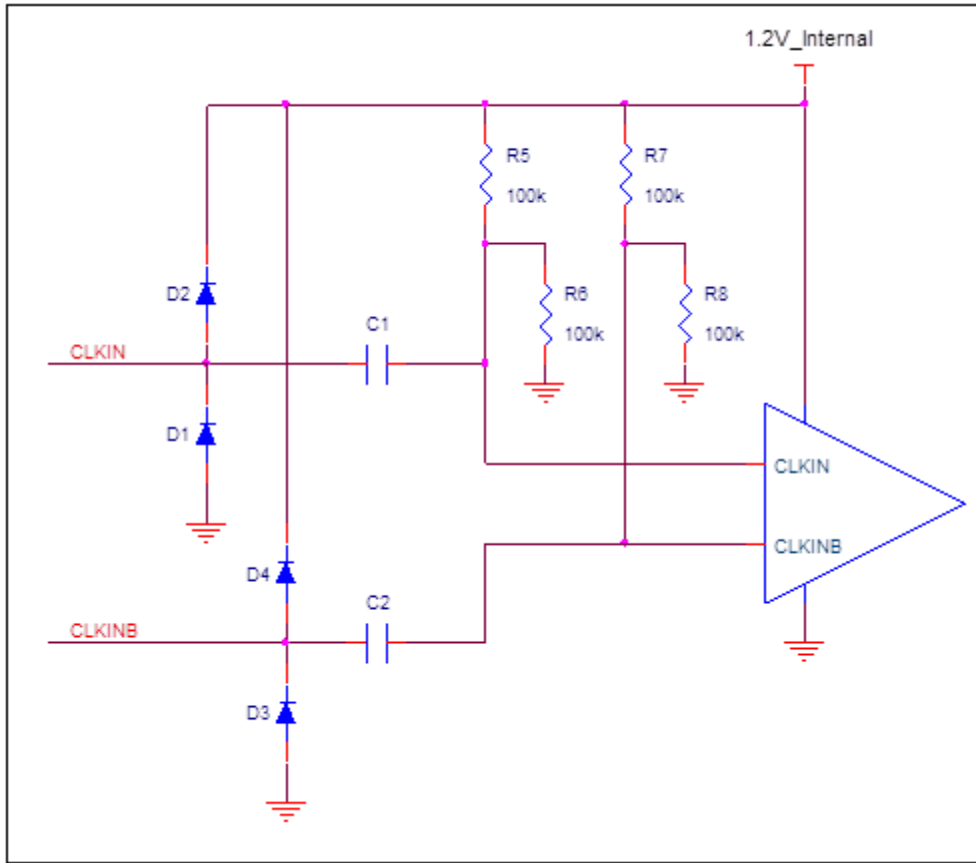 1.2V_Internal
R5
100k
R7
100k
D2
R6
100k
R8
100k
C1
CLKIN
D1
CLKIN
CLKINB
D4
C2
CLKINB
D3